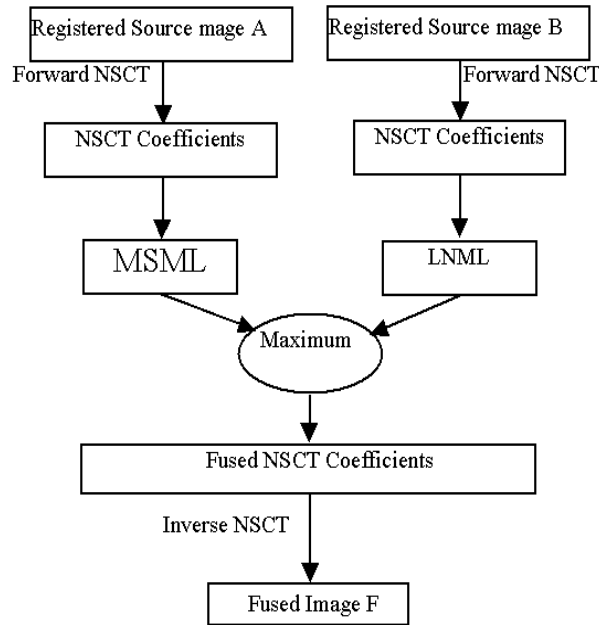 Registered Source mage A
Registered Source mage B
Forward NSCT
Forward NSCT
NSCT Coefficients
NSCT Coefficients
MSML
LNML
Maximum
Fused NSCT Coefficients
Inverse NSCT
Fused Image F